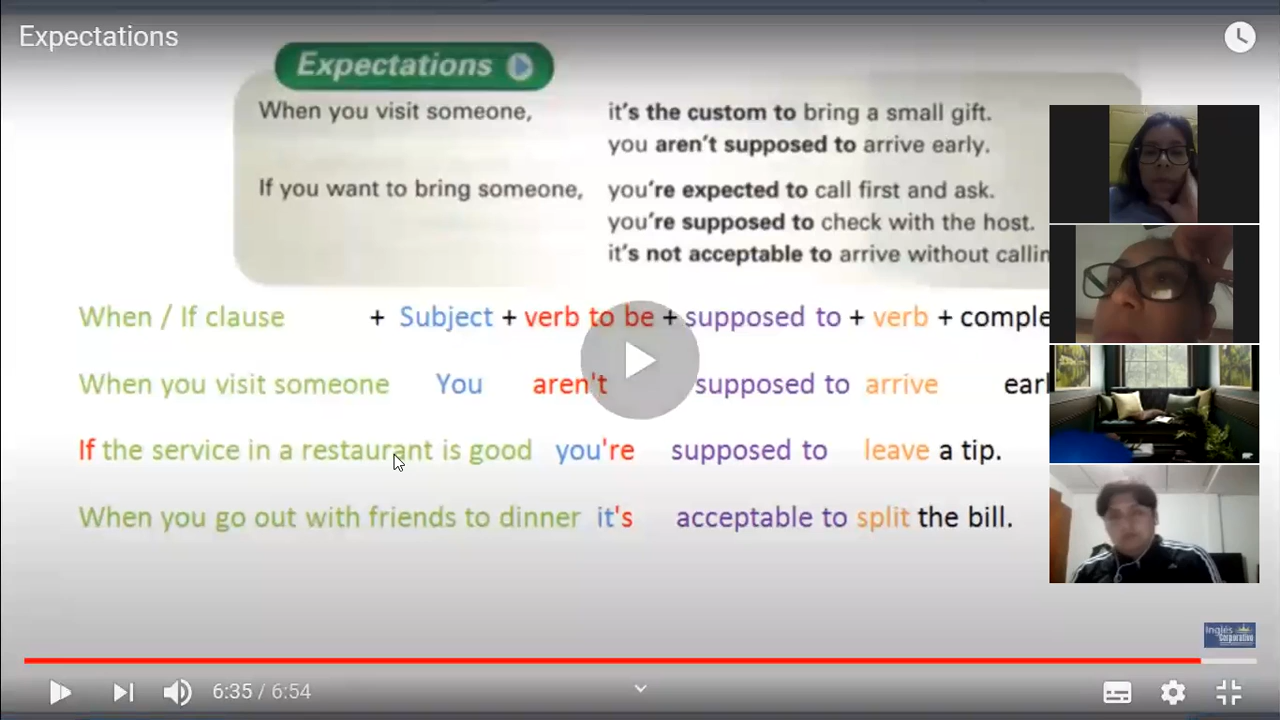 Expectations
Expectations
When you visit someone, it's the custom to bring a small gift.
you aren't supposed to arrive early.
If you want to bring someone, you're expected to call first and ask.
you're supposed to check with the host.
it's not acceptable to arrive without callin
When / If clause + Subject + verb to be + supposed to + verb + comple
When you visit someone You aren't supposed to arrive earl
If the service in a restaurant is good you're supposed to leave a tip.
When you go out with friends to dinner it's acceptable to split the bill.
Inglés
Corporativo
6:35 / 6:54